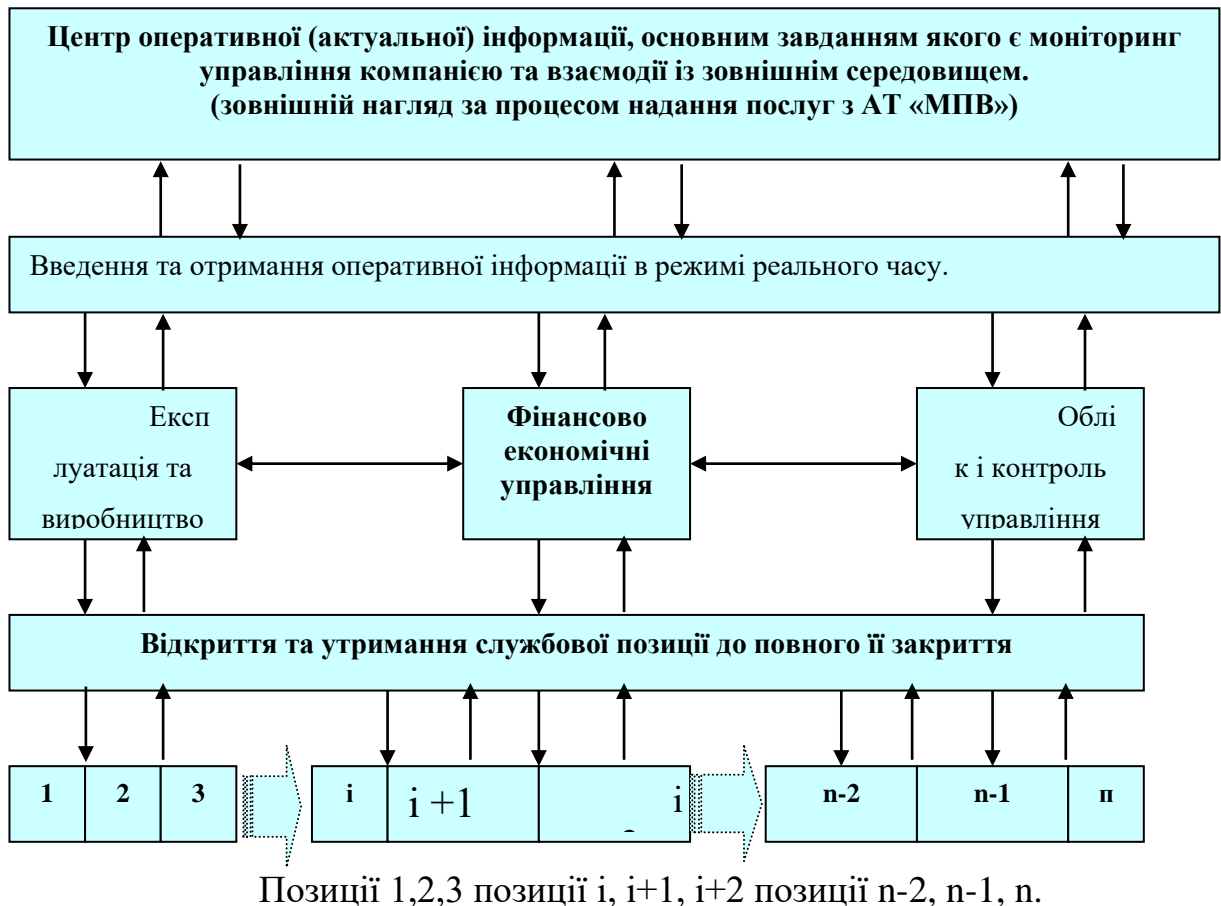 Центр оперативної (актуальної) інформації, основним завданням якого є моніторинг
управління компанією та взаємодії із зовнішнім середовищем.
(зовнішній нагляд за процесом надання послуг з АТ «МПВ»)
Введення та отримання оперативної інформації в режимі реального часу.
Експ
луатація та
виробництво
Фінансово
економічні
управління
Облі
к і контроль
управління
Відкриття та утримання службової позиції до повного її закриття
1 2 3
і
і +1
і
n-2 n-1 п
Позиції 1,2,3 позиції і, і+1, і+2 позиції n-2, n-1, n.